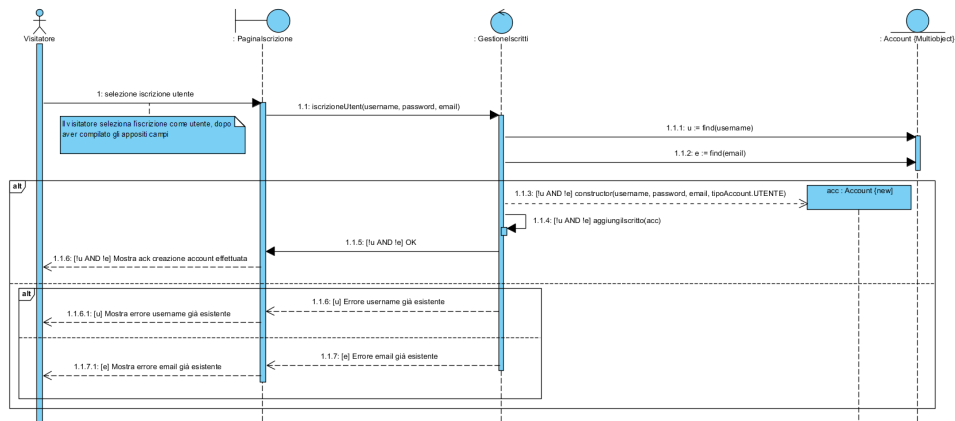 Visitatore
: PaginaIscrizione
: GestioneIscritti
: Account {Multiobject}
1: selezione iscrizione utente
1.1: iscrizioneUtent(username, password, email)
Il visitatore seleziona l'iscrizione come utente, dopo
aver compilato gli appositi campi
1.1.1: u := find(username)
1.1.2: e := find(email)
alt
1.1.3: [!u AND !e] constructor(username, password, email, tipoAccount.UTENTE)
acc : Account {new}
1.1.4: [!u AND !e] aggiungiIscritto(acc)
1.1.5: [!u AND !e] OK
1.1.6: [!u AND !e] Mostra ack creazione account effettuata
alt
1.1.6: [u] Errore username già esistente
1.1.6.1: [u] Mostra errore username già esistente
1.1.7: [e] Errore email già esistente
1.1.7.1: [e] Mostra errore email già esistente